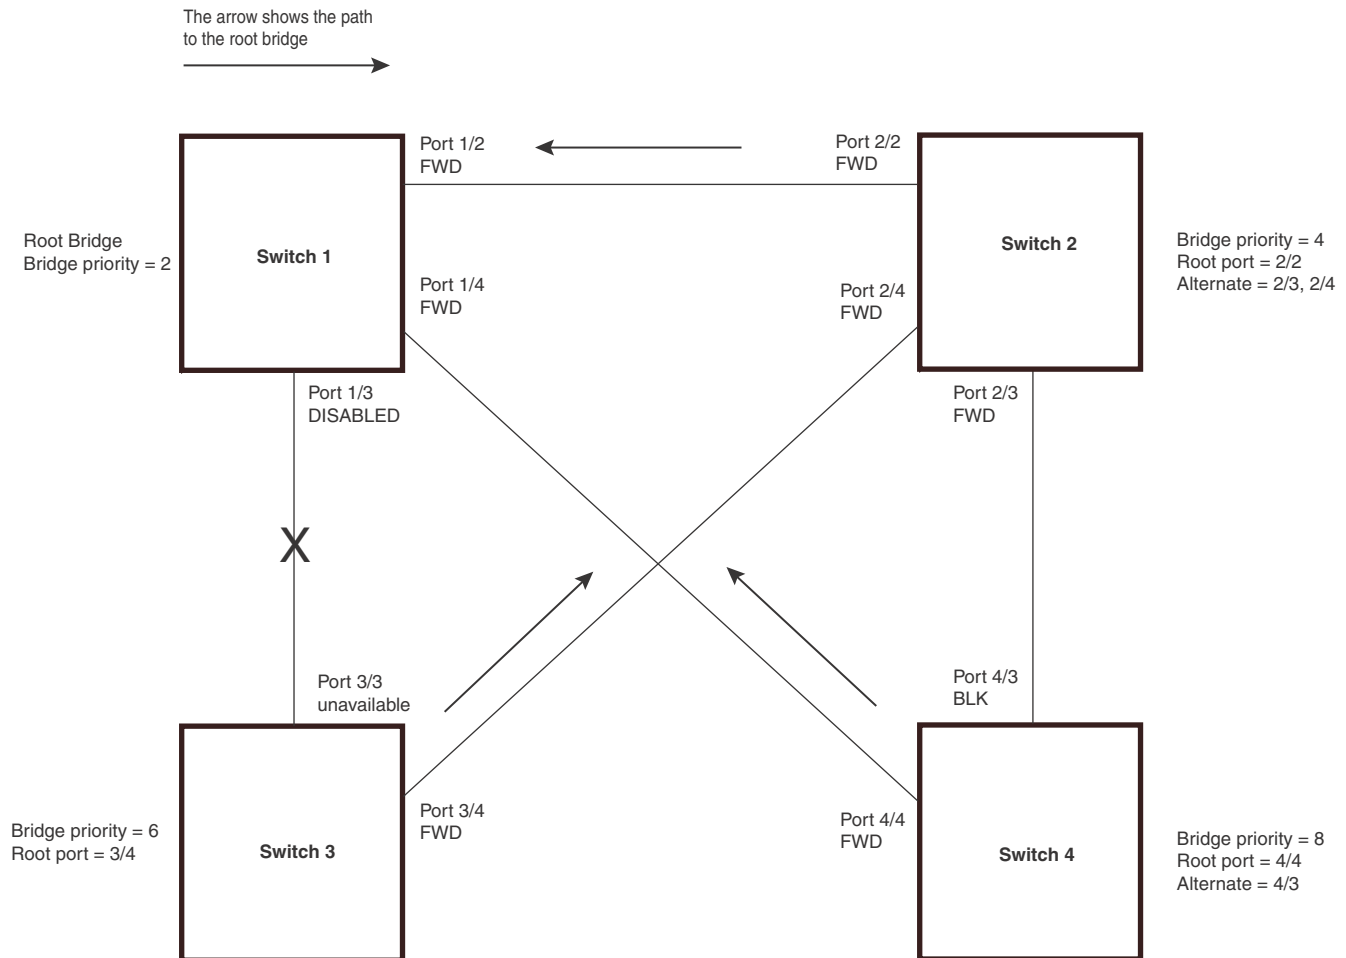 The arrow shows the path
to the root bridge
Port 1/2
FWD
Port 2/2
FWD
Root Bridge
Bridge priority = 2
Switch 1
Switch 2
Bridge priority = 4
Root port = 2/2
Alternate = 2/3, 2/4
Port 1/4
FWD
Port 2/4
FWD
Port 1/3
DISABLED
Port 2/3
FWD
X
Port 3/3
unavailable
Port 4/3
BLK
Bridge priority = 6
Root port = 3/4
Switch 3
Port 3/4
FWD
Port 4/4
FWD
Switch 4
Bridge priority = 8
Root port = 4/4
Alternate = 4/3